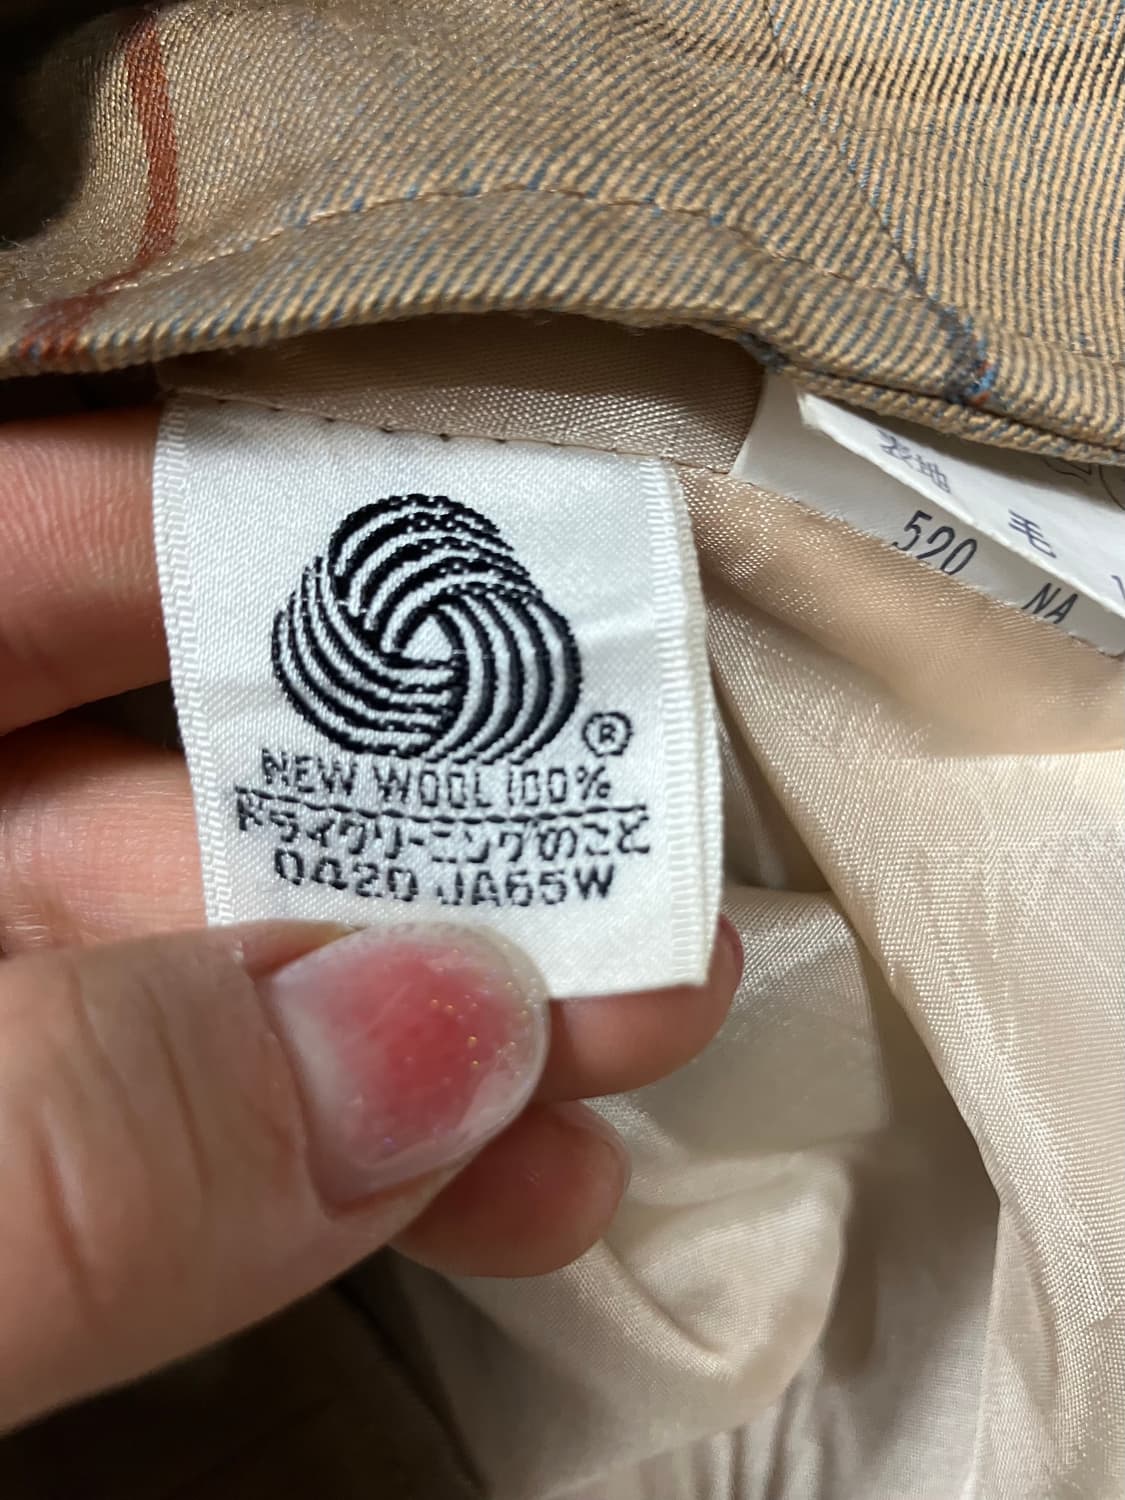 ®
NEW WOOL 100%
ドライクリーニングのこと
0420 JA65W
表地
毛
520
NA